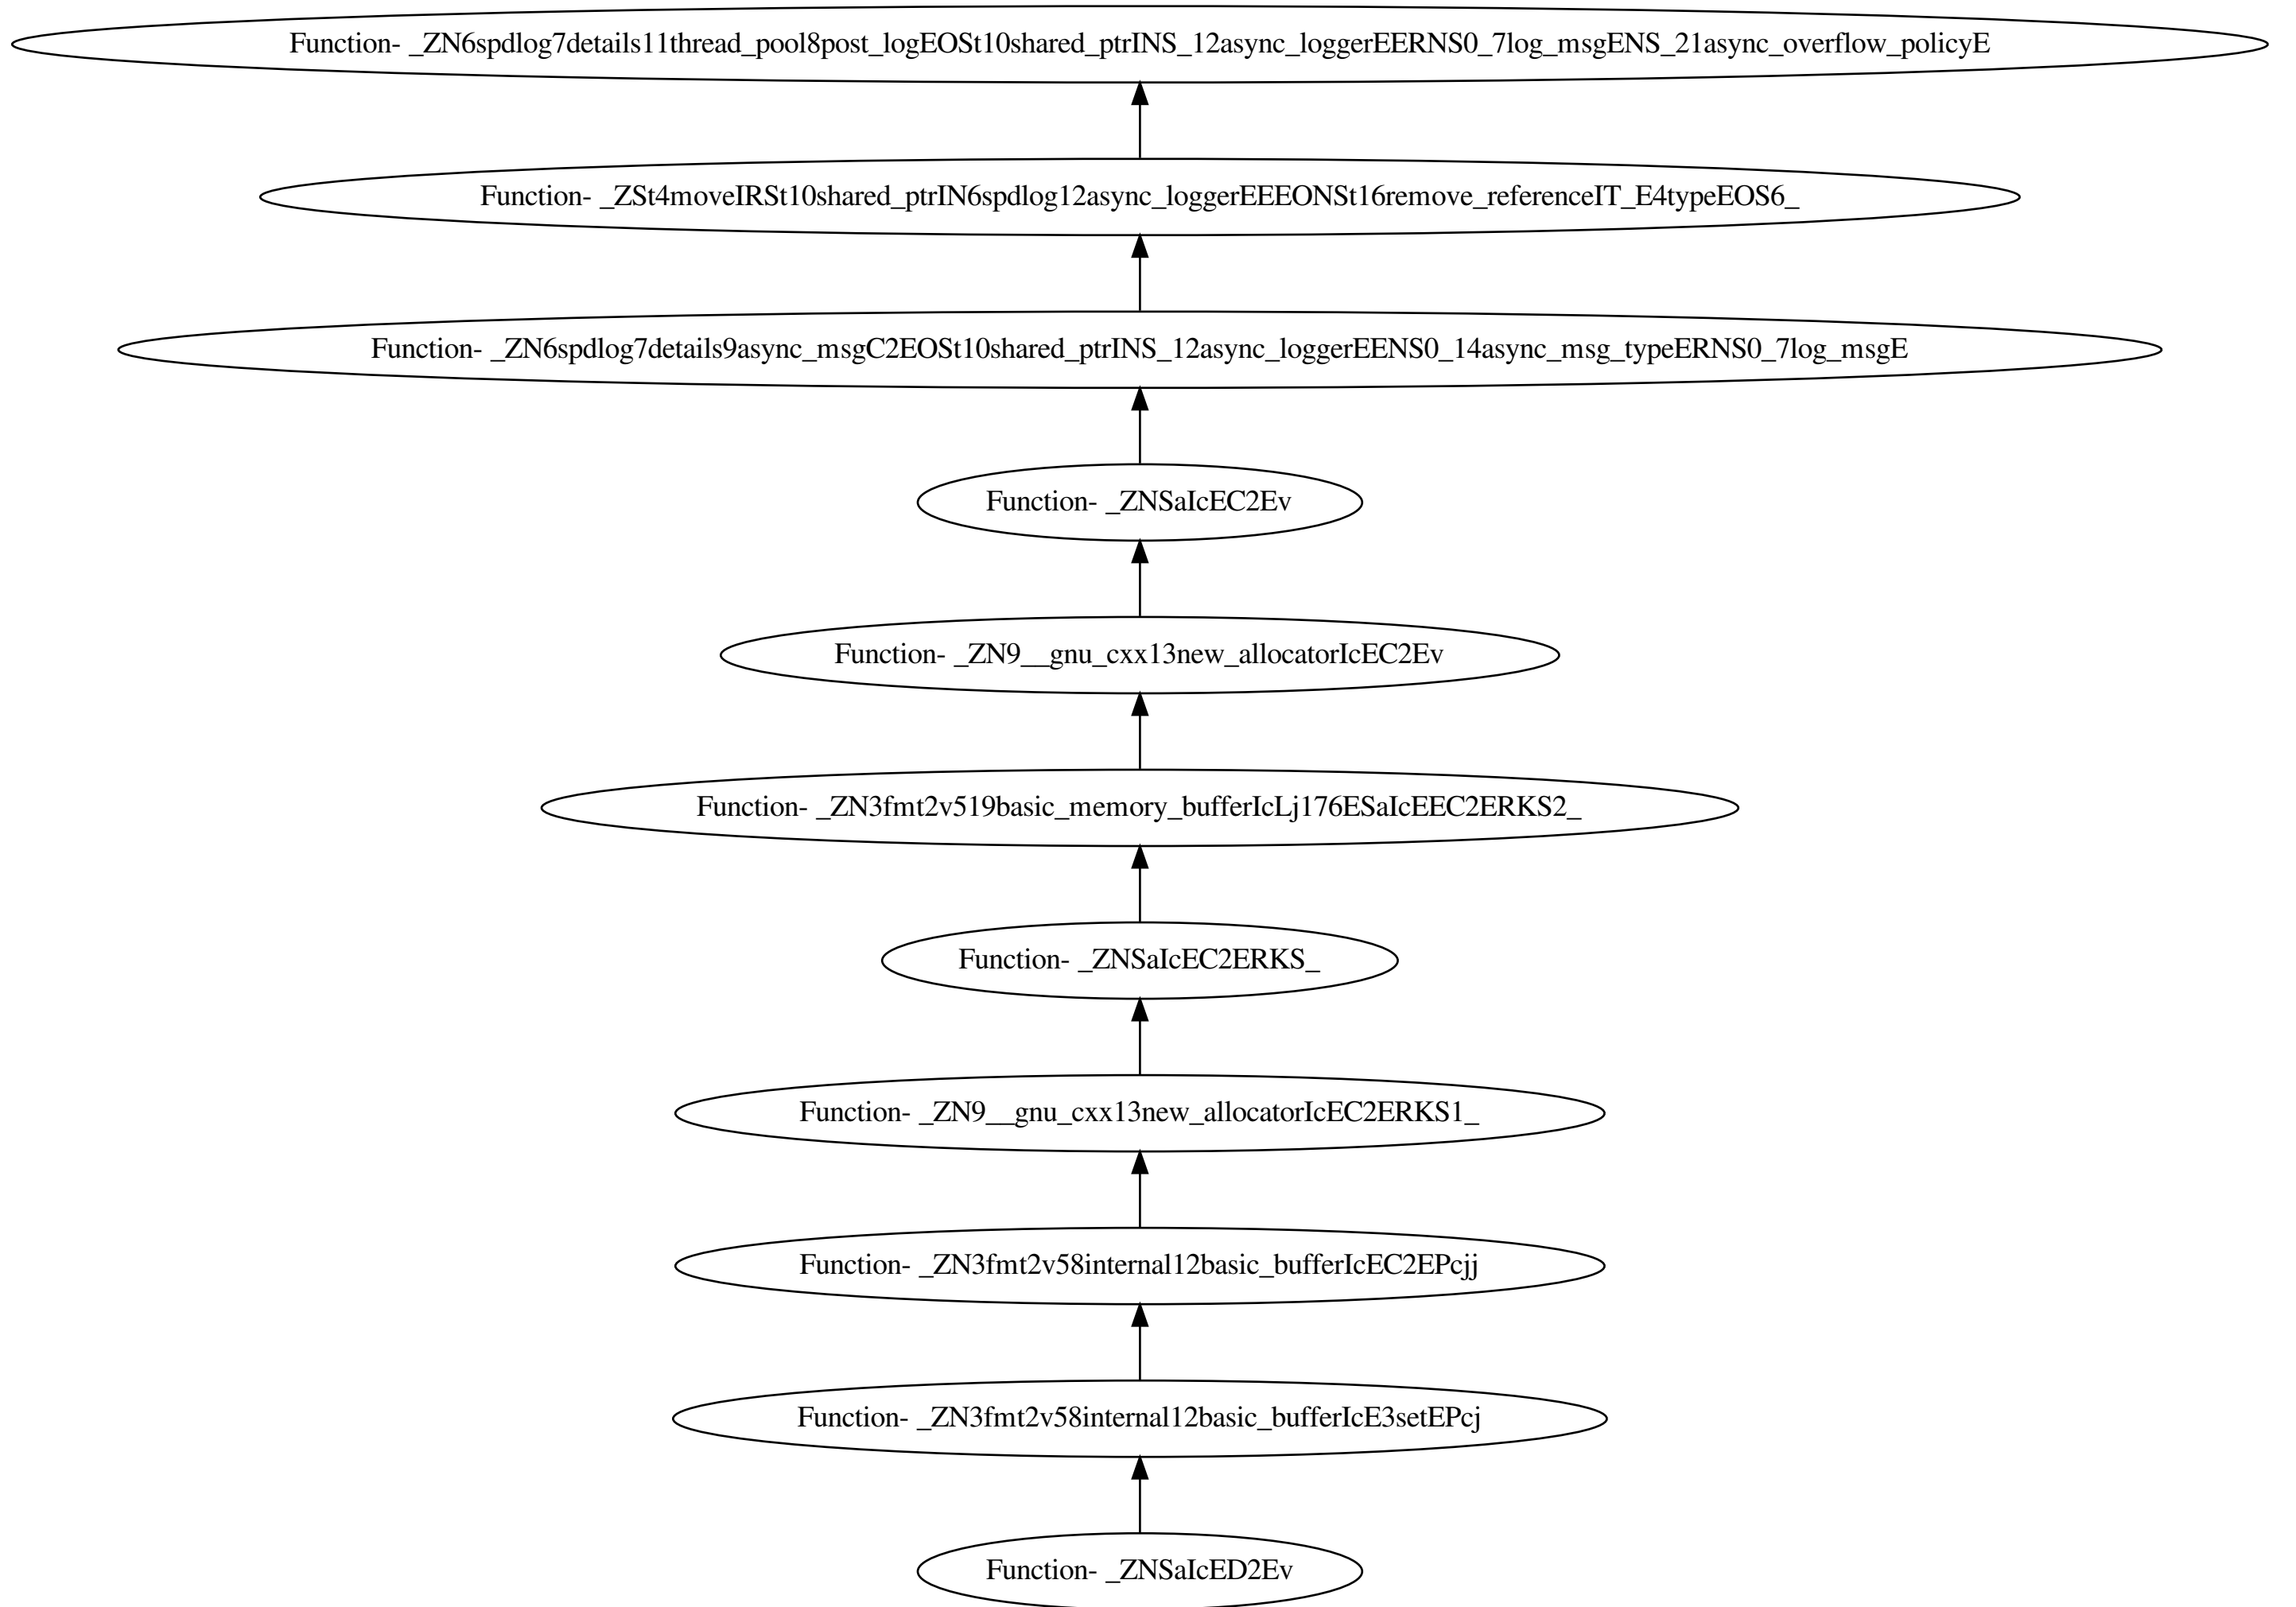 Function- _ZN6spdlog7details11thread_pool8post_logEOSt10shared_ptrINS_12async_loggerEERNS0_7log_msgENS_21async_overflow_policyE
Function- _ZSt4moveIRSt10shared_ptrIN6spdlog12async_loggerEEEONSt16remove_referenceIT_E4typeEOS6_
Function- _ZN6spdlog7details9async_msgC2EOSt10shared_ptrINS_12async_loggerEENS0_14async_msg_typeERNS0_7log_msgE
Function- _ZNSaIcEC2Ev
Function- _ZN9__gnu_cxx13new_allocatorIcEC2Ev
Function- _ZN3fmt2v519basic_memory_bufferIcLj176ESaIcEEC2ERKS2_
Function- _ZNSaIcEC2ERKS_
Function- _ZN9__gnu_cxx13new_allocatorIcEC2ERKS1_
Function- _ZN3fmt2v58internal12basic_bufferIcEC2EPcjj
Function- _ZN3fmt2v58internal12basic_bufferIcE3setEPcj
Function- _ZNSaIcED2Ev